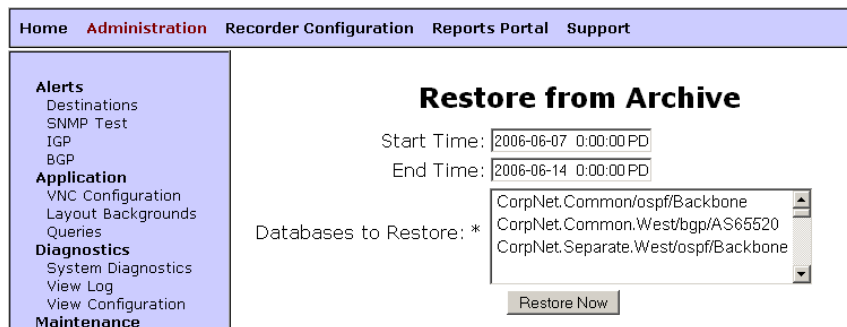 Home Administration Recorder Configuration Reports Portal Support
Alerts
Destinations
SNMP Test
IGP
BGP
Application
VNC Configuration
Layout Backgrounds
Queries
Diagnostics
System Diagnostics
View Log
View Configuration
Maintenance
Restore from Archive
Start Time: 2006-06-07 0:00:00 PD
End Time: 2006-06-14 0:00:00 PD
Databases to Restore: *
CorpNet.Common/ospf/Backbone
CorpNet.Common.West/bgp/AS65520
CorpNet.Separate.West/ospf/Backbone
Restore Now